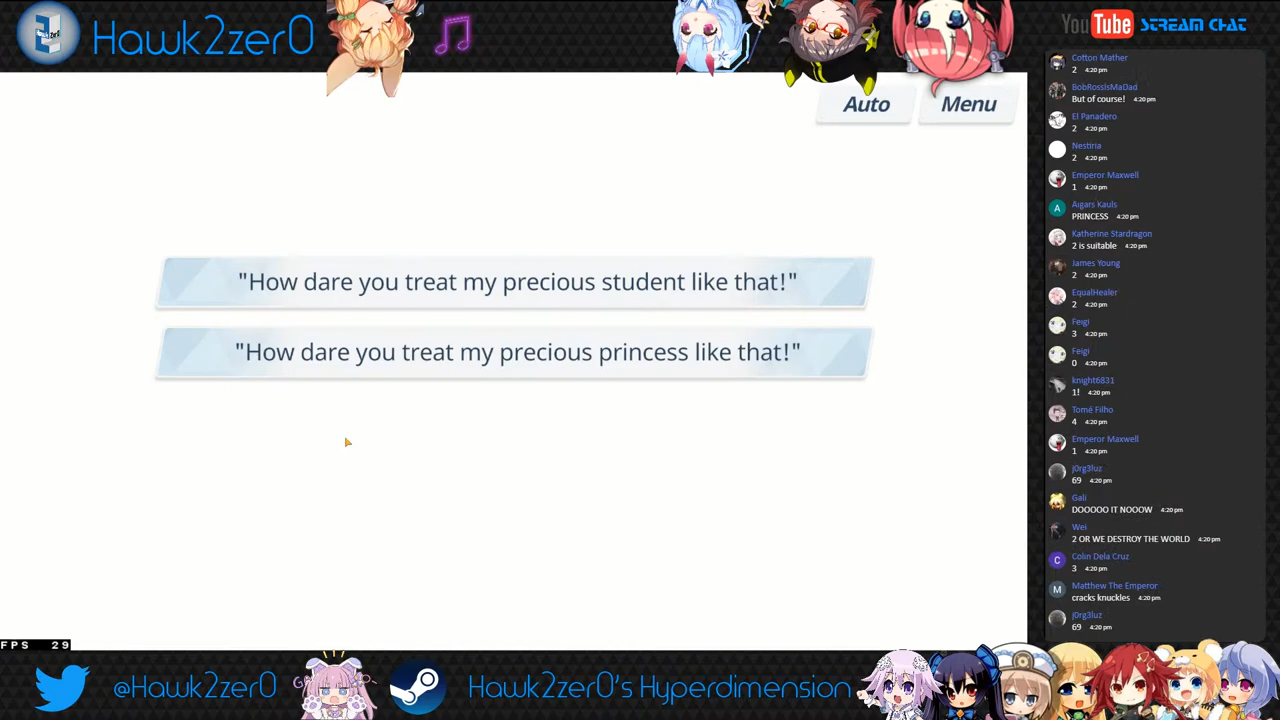 Hawk2zer0
YouTube STREAM CHAT
Auto
Menu
"How dare you treat my precious student like that!"
"How dare you treat my precious princess like that!"
Cotton Mather
2 4:20 pm
BobRossIsMaDad
But of course! 4:20 pm
El Panadero
2 4:20 pm
Nestiria
2 4:20 pm
Emperor Maxwell
1 4:20 pm
A
Aigars Kauls
PRINCESS 4:20 pm
Katherine Stardragon
2 is suitable 4:20 pm
James Young
2 4:20 pm
EqualHealer
2 4:20 pm
Feigi
3 4:20 pm
Feigi
0 4:20 pm
knight6831
1! 4:20 pm
Tomé Filho
4 4:20 pm
Emperor Maxwell
1 4:20 pm
j0rg3luz
69 4:20 pm
Gali
DOOOOO IT NOOOW 4:20 pm
Wei
2 OR WE DESTROY THE WORLD 4:20 pm
C
Colin Dela Cruz
3 4:20 pm
M
Matthew The Emperor
cracks knuckles 4:20 pm
j0rg3luz
69 4:20 pm
FPS 29
@Hawk2zer0
Hawk2zer0's Hyperdimension